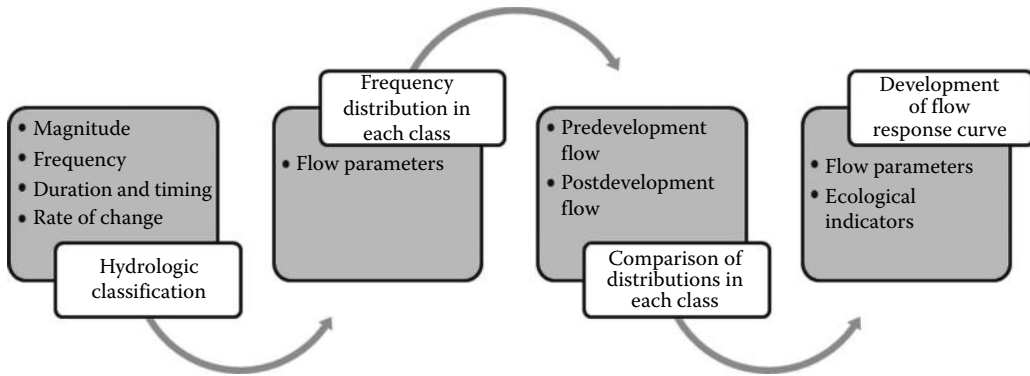 • Magnitude
• Frequency
• Duration and timing
• Rate of change
Hydrologic
classification
Frequency
distribution in
each class
• Flow parameters
• Predevelopment
flow
• Postdevelopment
flow
Comparison of
distributions in
each class
Development
of flow
response curve
• Flow parameters
• Ecological
indicators